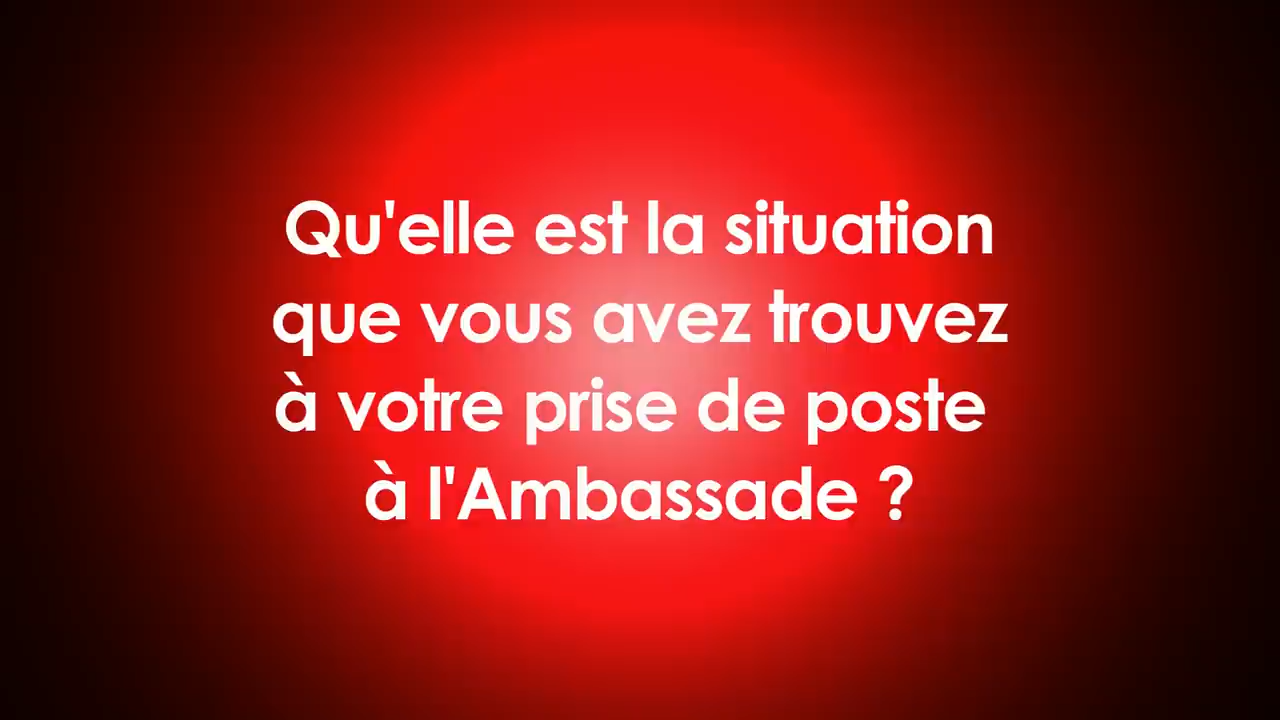 Qu'elle est la situation
que vous avez trouvez
à votre prise de poste
à l'Ambassade ?